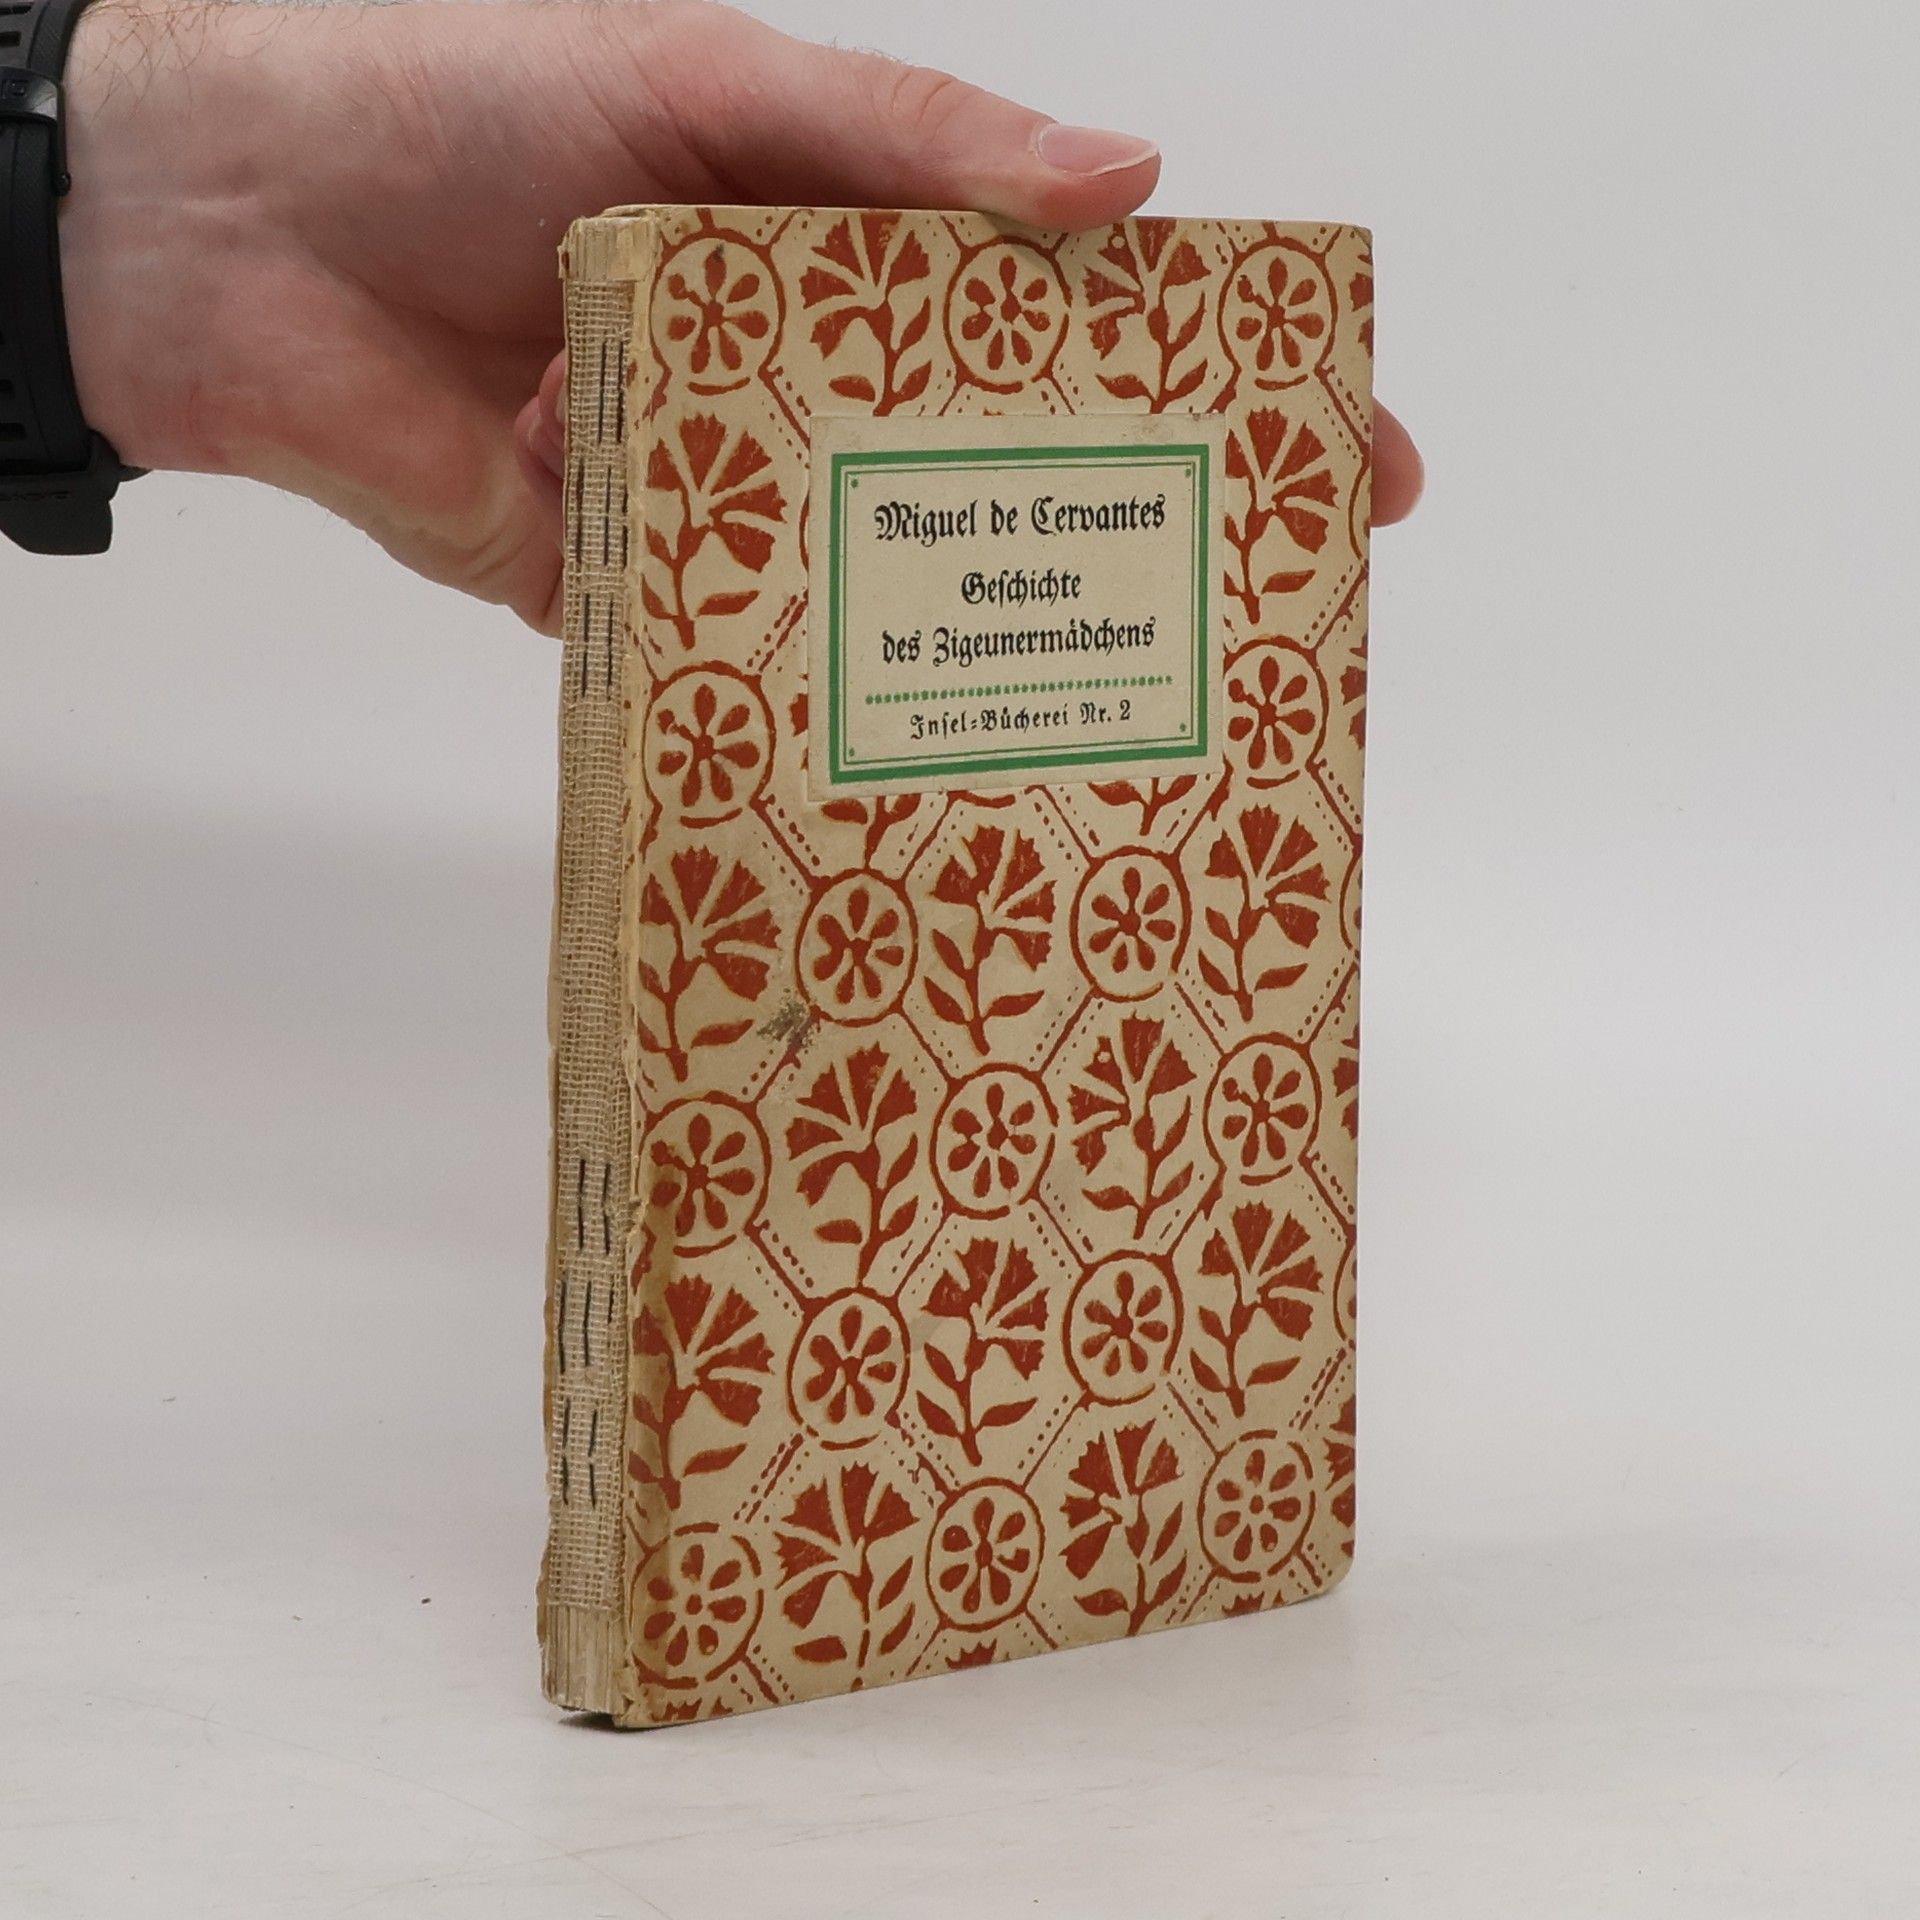 Miguel de Cervantes
Geſchichte
des Zigeunermädchens
Inſel-Bücherei Nr. 2